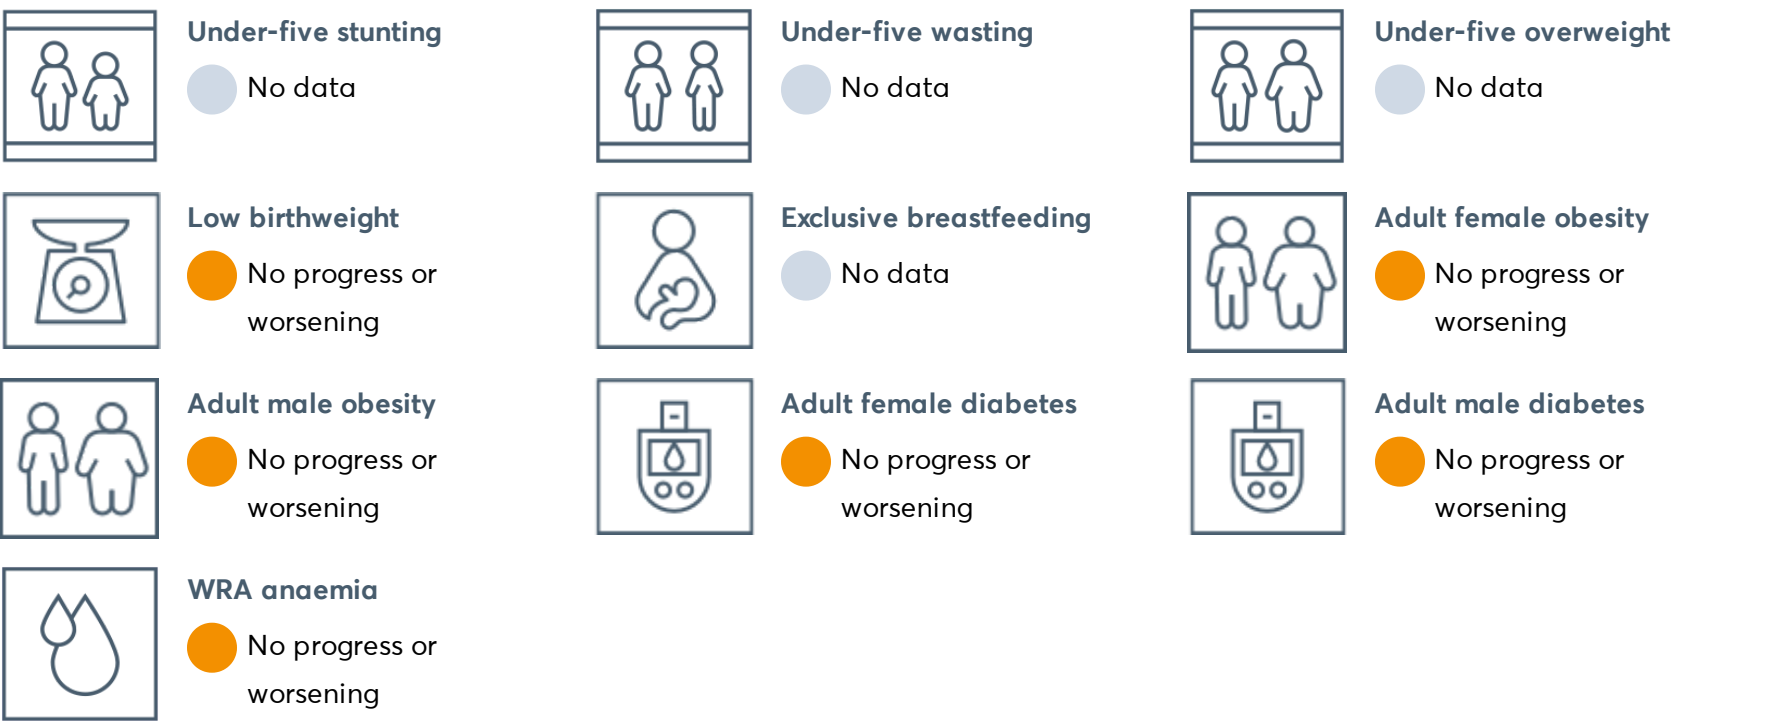 Under-five stunting
No data
Under-five wasting
No data
Under-five overweight
No data
Low birthweight
No progress or
worsening
Exclusive breastfeeding
No data
Adult female obesity
No progress or
worsening
Adult male obesity
No progress or
worsening
Adult female diabetes
No progress or
worsening
Adult male diabetes
No progress or
worsening
WRA anaemia
No progress or
worsening